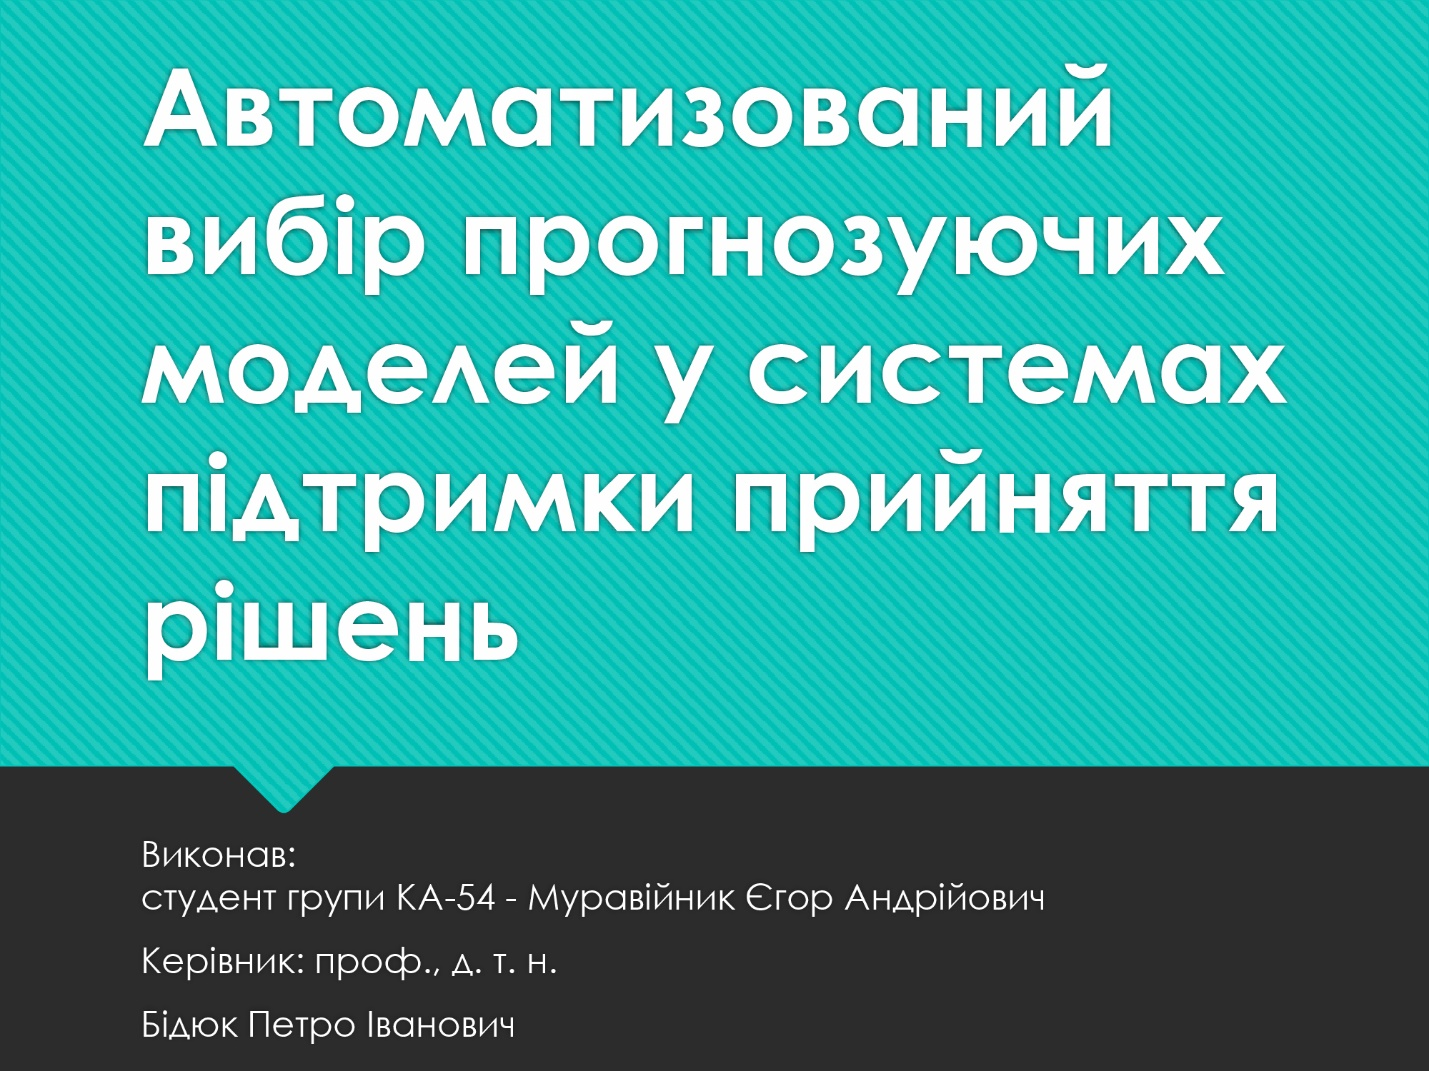 Автоматизований
вибір прогнозуючих
моделей у системах
підтримки прийняття
рішень
Виконав:
студент групи КА-54 - Муравійник Єгор Андрійович
Керівник: проф., д. т. н.
Бідюк Петро Іванович